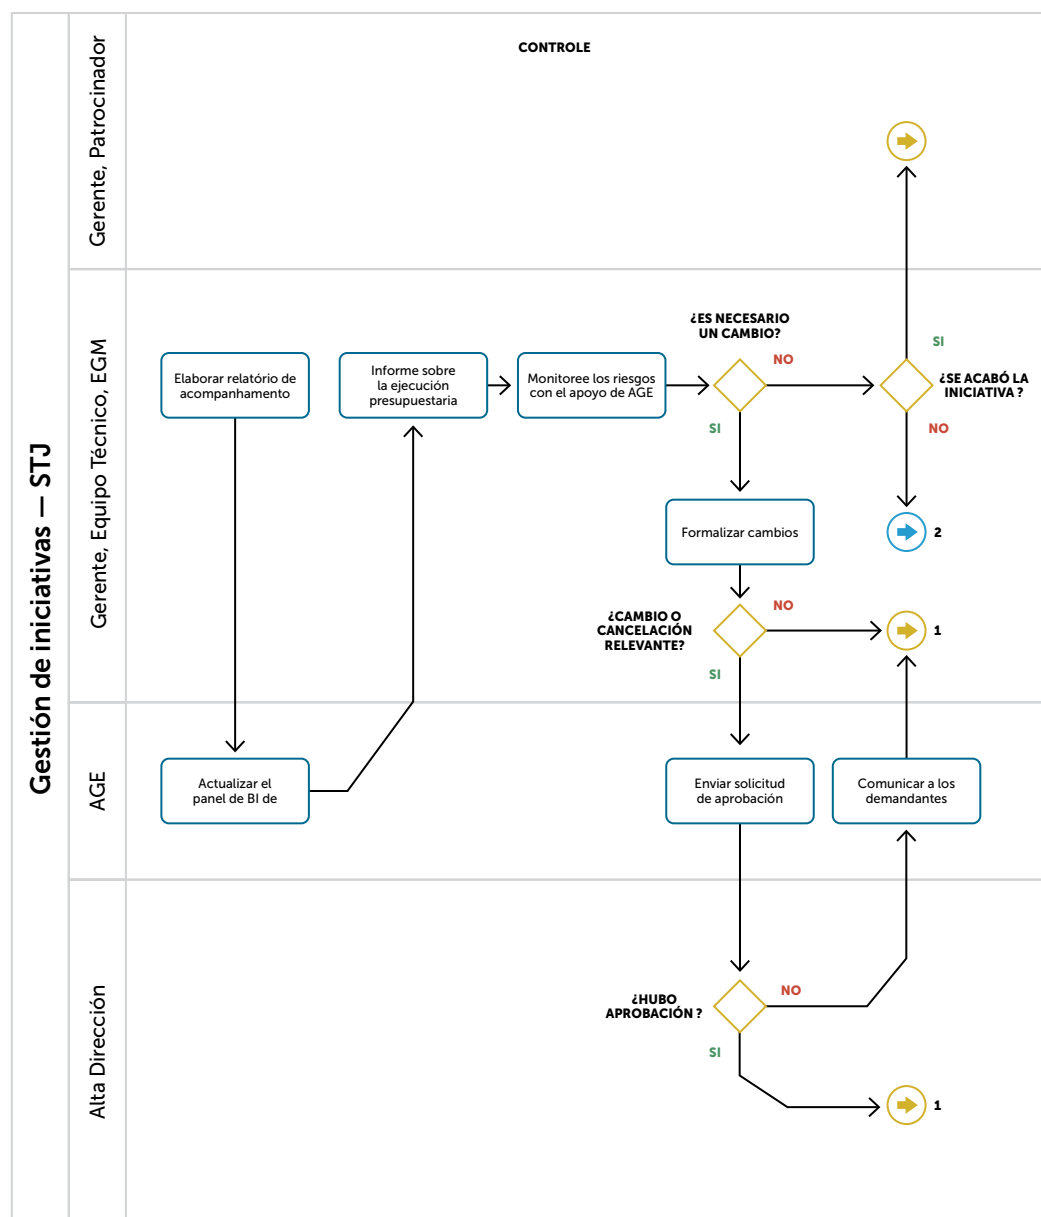 Gestión de iniciativas — STJ
Gerente, Patrocinador
CONTROLE
Gerente, Equipo Técnico, EGM
¿ES NECESARIO
UN CAMBIO?
Elaborar relatório de
acompanhamento
Informe sobre
la ejecución
presupuestaria
Monitoree los riesgos
con el apoyo de AGE
NO
SI
SI
¿SE ACABÓ LA
INICIATIVA ?
NO
Formalizar cambios
2
¿CAMBIO O
CANCELACIÓN
RELEVANTE?
NO
1
SI
AGE
Actualizar el
panel de BI de
Enviar solicitud
de aprobación
Comunicar a los
demandantes
Alta Dirección
¿HUBO
APROBACIÓN ?
NO
SI
1